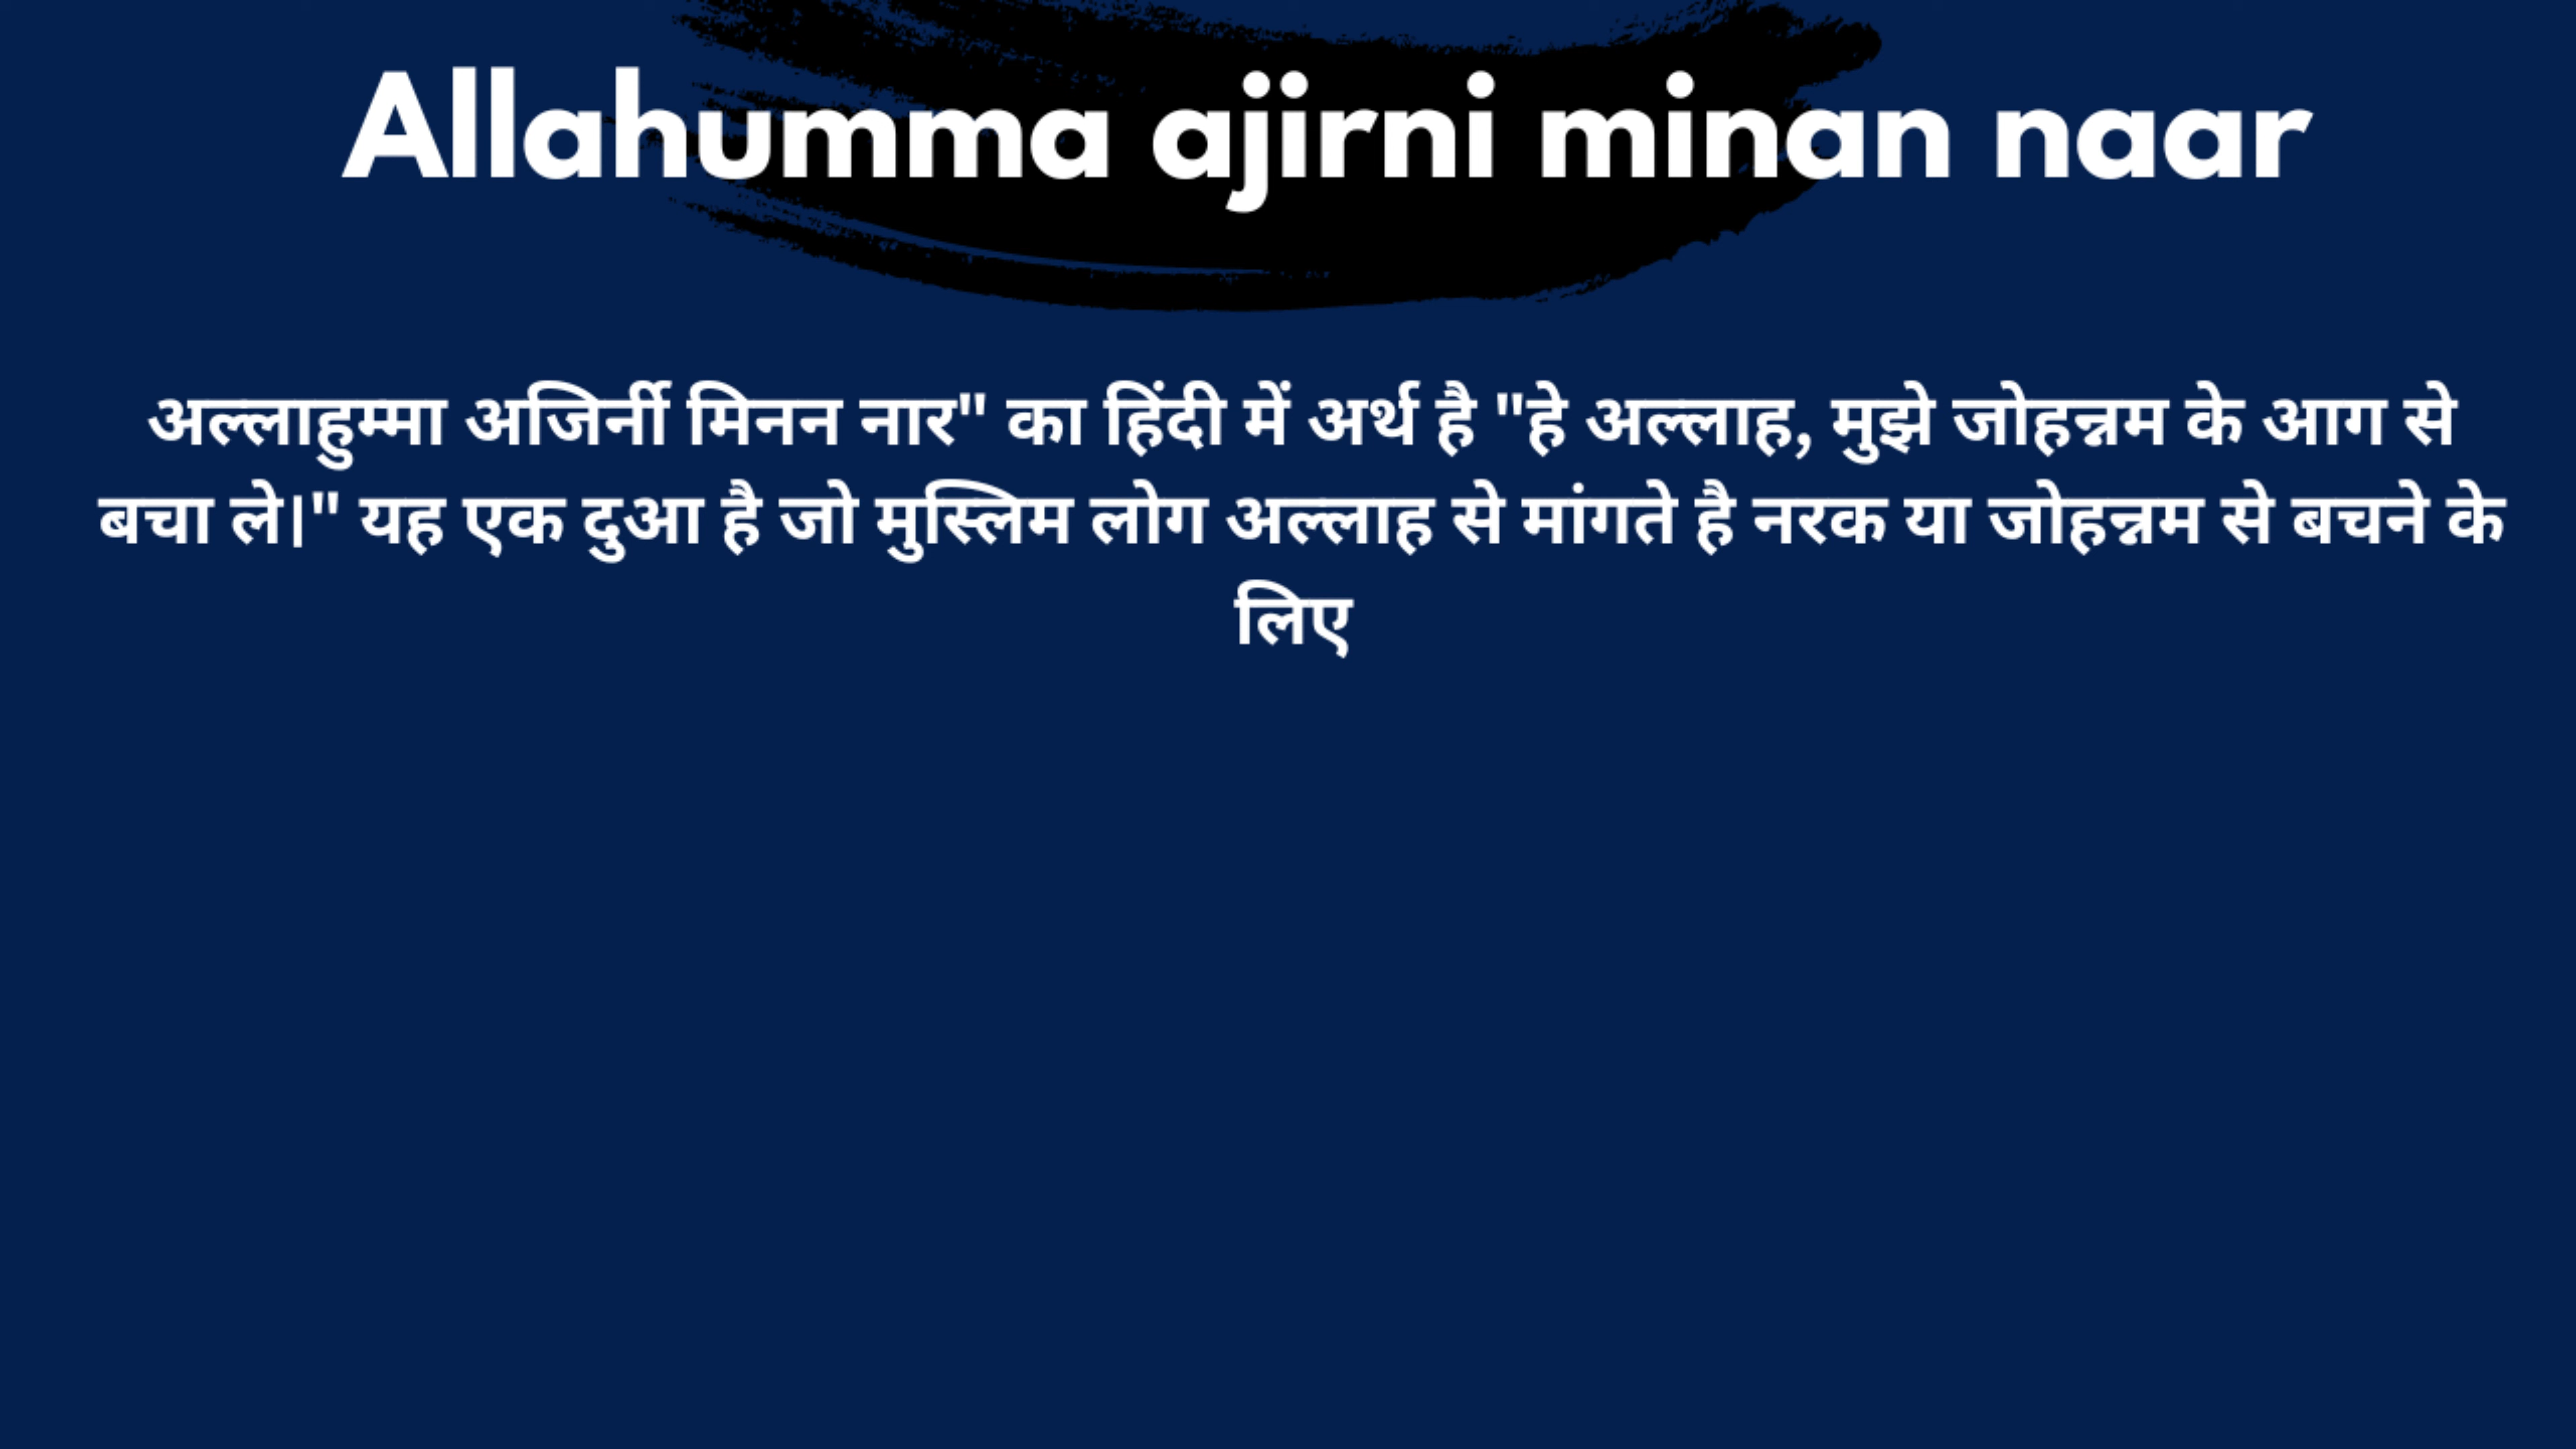 Allahumma ajirni minan naar
अल्लाहुम्मा अजिर्नी मिनन नार" का हिंदी में अर्थ है "हे अल्लाह, मुझे जोहन्नम के आग से
बचा ले।" यह एक दुआ है जो मुस्लिम लोग अल्लाह से मांगते है नरक या जोहन्नम से बचने के
लिए